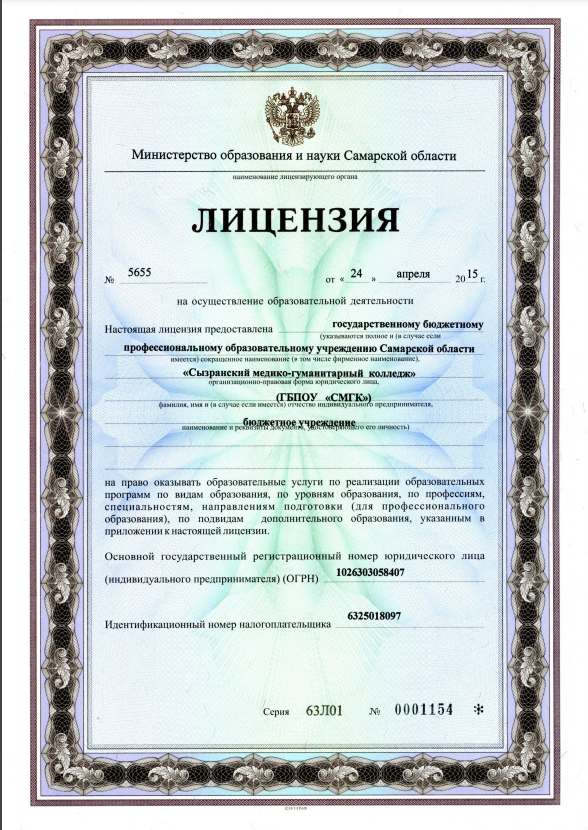 Министерство образования и науки Самарской области
наименование лицензирующего органа
ЛИЦЕНЗИЯ
№ 5655 от « 24 » апреля 2015 г.
на осуществление образовательной деятельности
Настоящая лицензия предоставлена государственному бюджетному
(указываются полное и (в случае если
профессиональному образовательному учреждению Самарской области
имеется) сокращенное наименование (в том числе фирменное наименование),
«Сызранский медико-гуманитарный колледж»
организационно-правовая форма юридического лица,
(ГБПОУ «СМГК»)
фамилия, имя и (в случае если имеется) отчество индивидуального предпринимателя,
бюджетное учреждение
наименование и реквизиты документа, удостоверяющего его личность)
на право оказывать образовательные услуги по реализации образовательных
программ по видам образования, по уровням образования, по профессиям,
специальностям, направлениям подготовки (для профессионального
образования), по подвидам дополнительного образования, указанным в
приложении к настоящей лицензии.
Основной государственный регистрационный номер юридического лица
(индивидуального предпринимателя) (ОГРН) 1026303058407
Идентификационный номер налогоплательщика 6325018097
Серия 63Л01 № 0001154 *